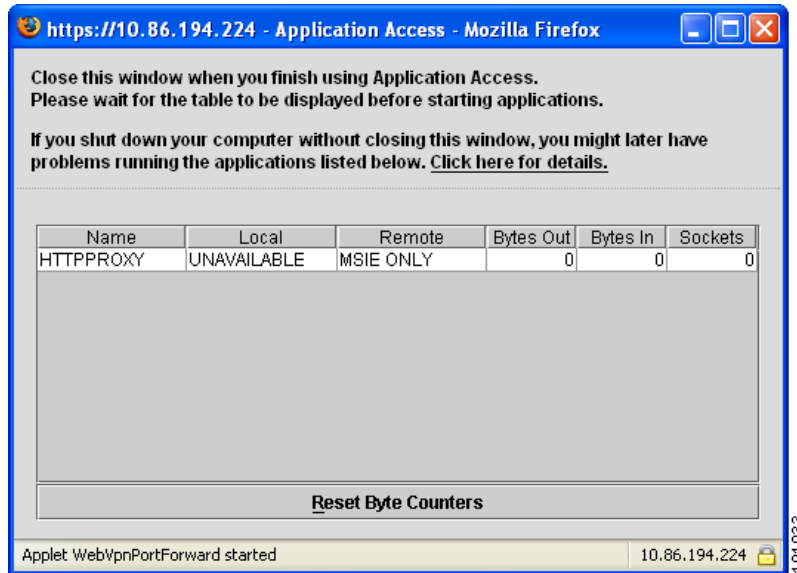 https://10.86.194.224 - Application Access - Mozilla Firefox
Close this window when you finish using Application Access.
Please wait for the table to be displayed before starting applications.
If you shut down your computer without closing this window, you might later have
problems running the applications listed below. Click here for details.
Name Local Remote Bytes Out Bytes In Sockets
HTTPPROXY UNAVAILABLE MSIE ONLY 0 0 0
Reset Byte Counters
Applet WebVpnPortForward started 10.86.194.224